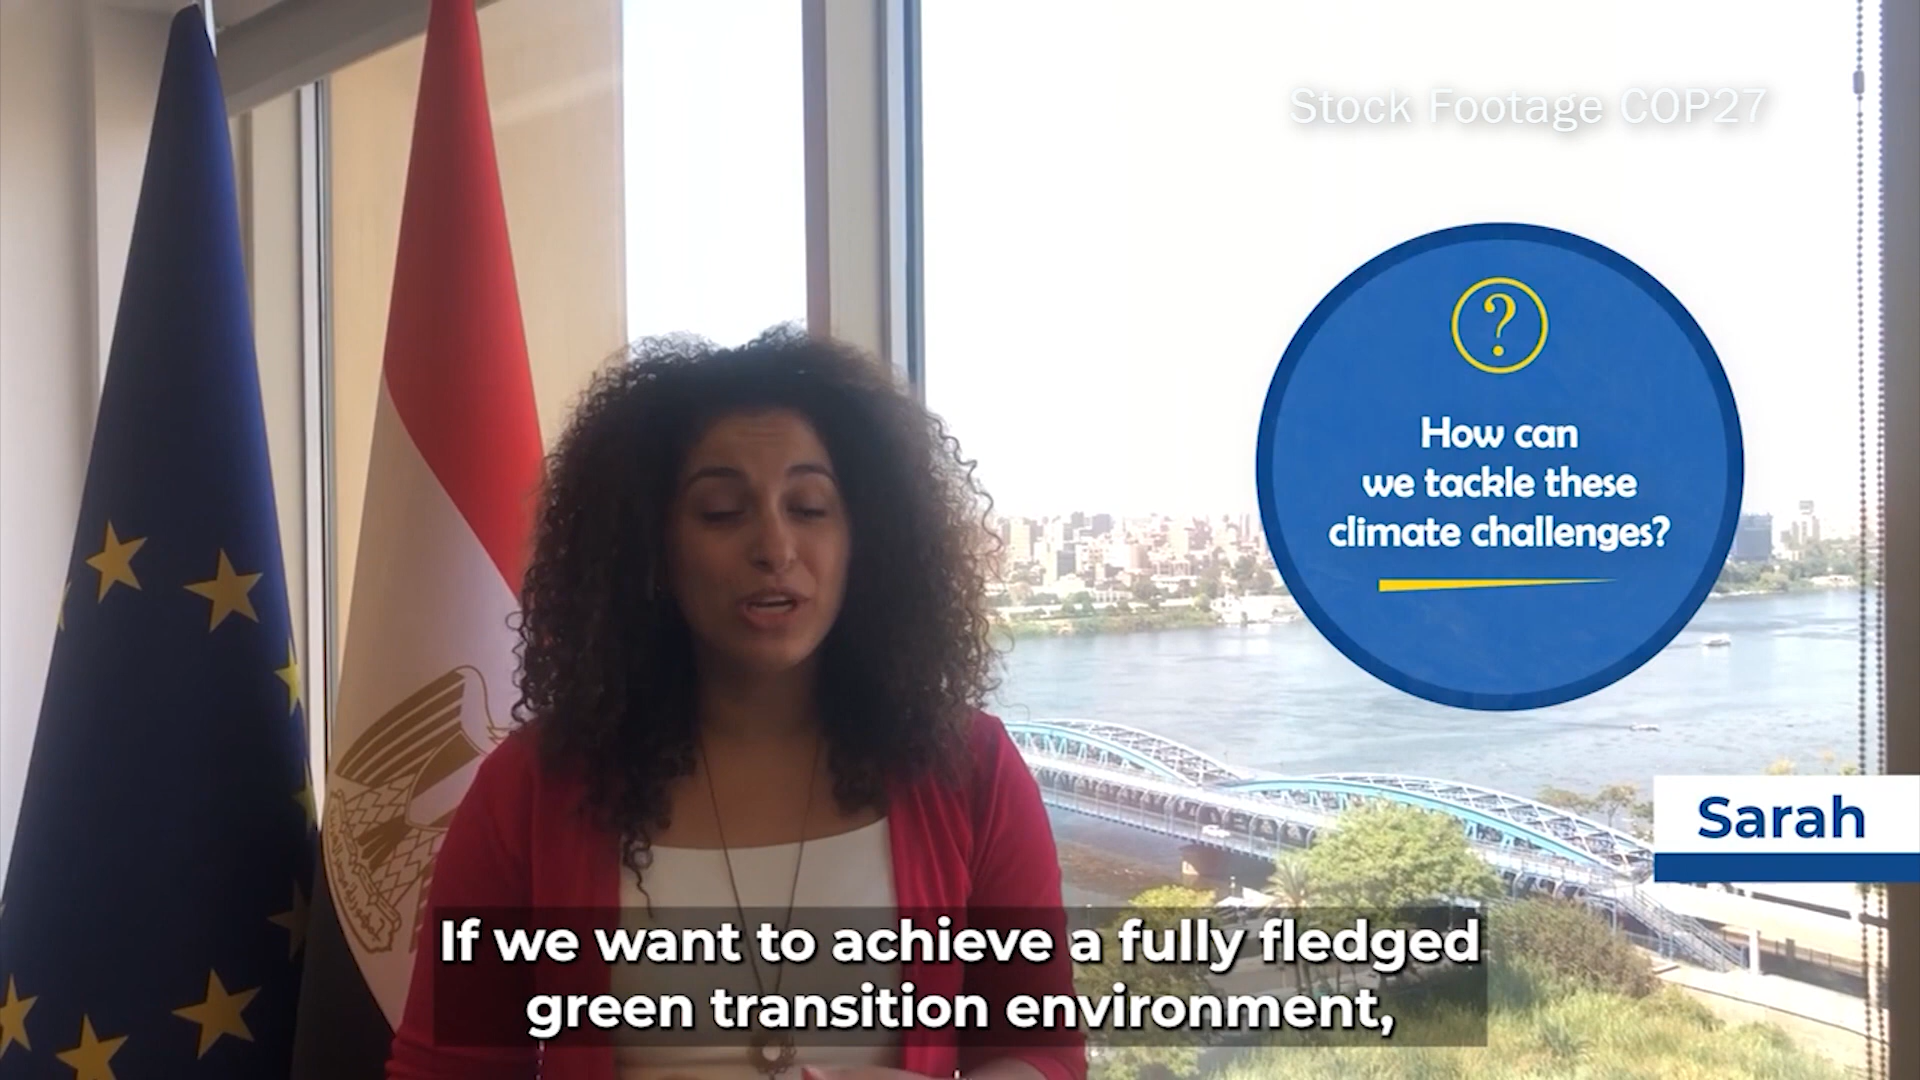 Stock Footage COP27
?
How can
we tackle these
climate challenges?
Sarah
If we want to achieve a fully fledged
green transition environment,